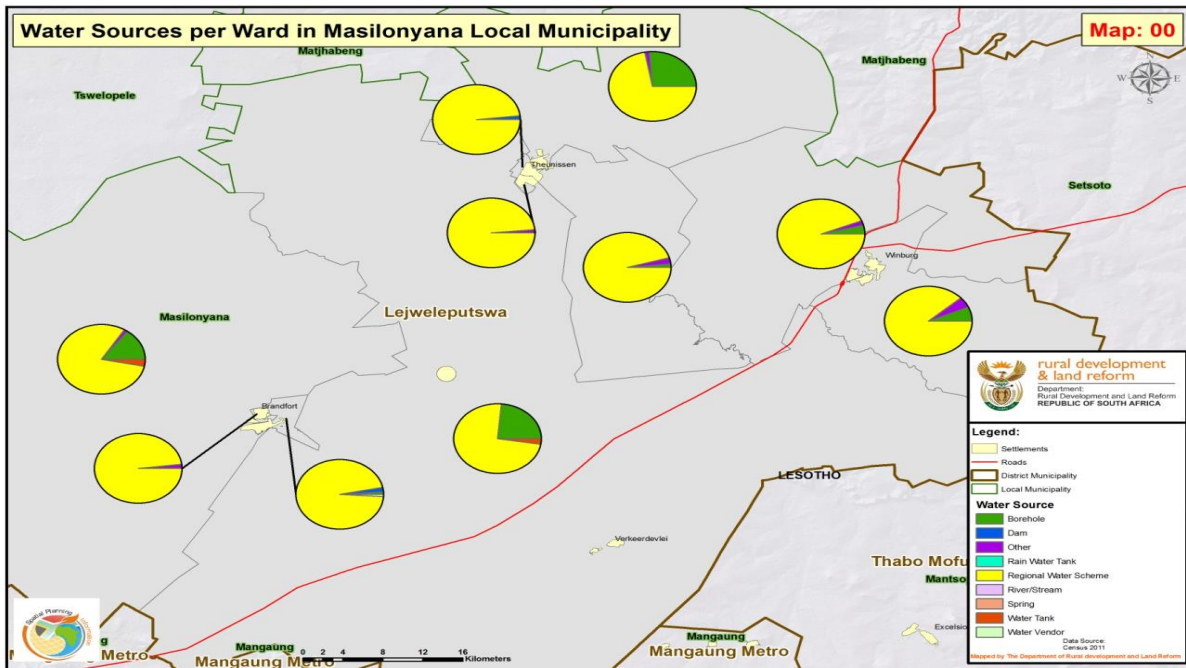 Water Sources per Ward in Masilonyana Local Municipality
Map: 00
Matjhabeng
Matjhabeng
Tswelopele
N
W E
S
Theunissen
Setsoto
Winburg
Masilonyana
Lejweleputswa
Brandfort
LESOTHO
Verkeerdevlei
Thabo Mofu
Mantso
Excelsio
Mangaung
Mangaung
Mangaung Metro
Mangaung Metro
0 2 4 8 12 16
Kilometers
Spatial Planning
Information
rural development
& land reform
Department:
Rural Development and Land Reform
REPUBLIC OF SOUTH AFRICA
Legend:
Settlements
Roads
District Municipality
Local Municipality
Water Source
Borehole
Dam
Other
Rain Water Tank
Regional Water Scheme
River/Stream
Spring
Water Tank
Water Vendor
Data Source:
Census 2011
Mapped by The Department of Rural development and Land Reform